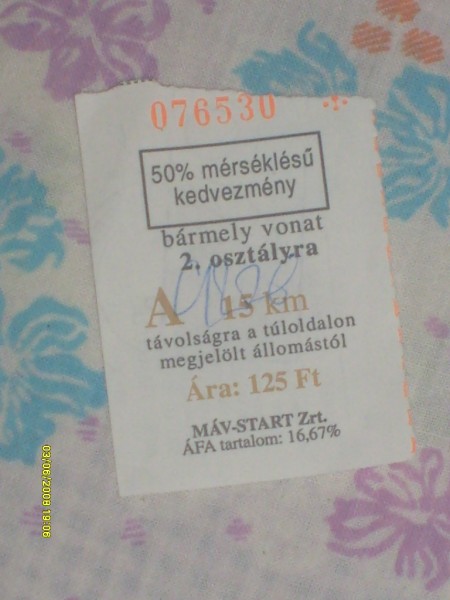 076530
50% mérséklésű
kedvezmény
bármely vonat
2. osztályra
A 15 km
távolságra a túloldalon
megjelölt állomástól
Ára: 125 Ft
MÁV-START Zrt.
ÁFA tartalom: 16,67%
03/06/2008 19:06